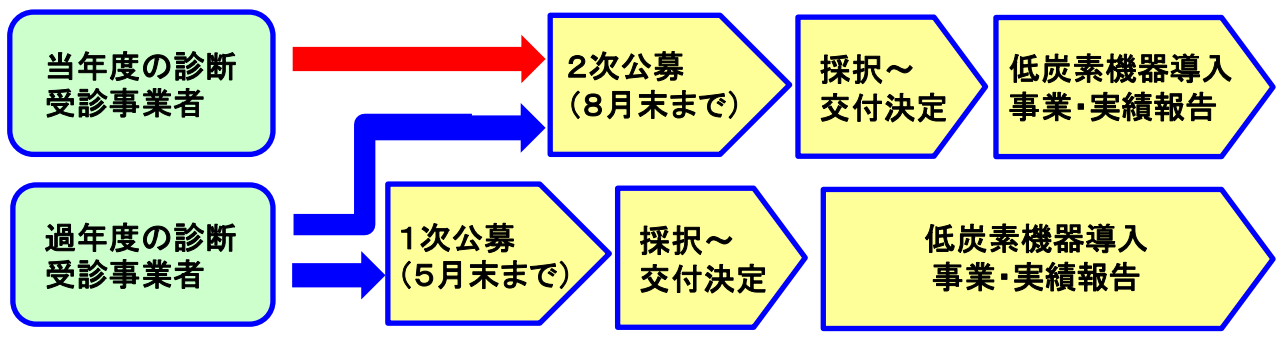 当年度の診断
受診事業者
２次公募
（８月末まで）
採択～
交付決定
低炭素機器導入
事業・実績報告
過年度の診断
受診事業者
１次公募
（５月末まで）
採択～
交付決定
低炭素機器導入
事業・実績報告